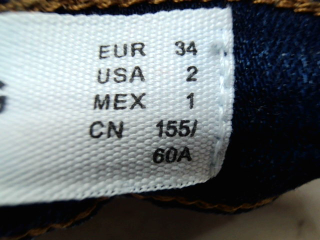 EUR 34
USA 2
MEX 1
CN 155/
60A